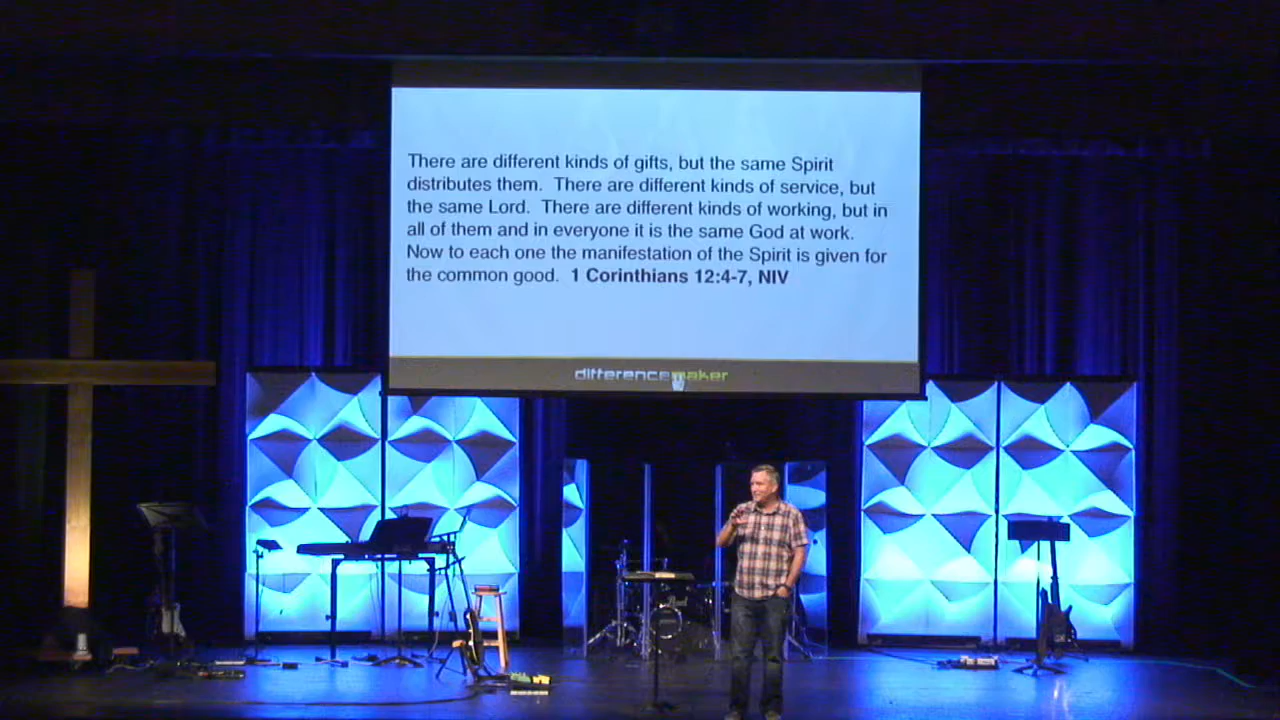 There are different kinds of gifts, but the same Spirit
distributes them.  There are different kinds of service, but
the same Lord.  There are different kinds of working, but in
all of them and in everyone it is the same God at work.
Now to each one the manifestation of the Spirit is given for
the common good.  1 Corinthians 12:4-7, NIV
differencemaker
Pearl